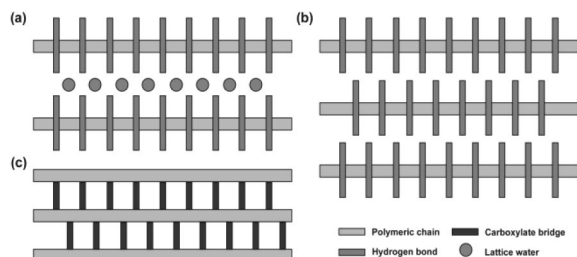 (a)
(b)
(c)
Polymeric chain
Carboxylate bridge
Hydrogen bond
Lattice water